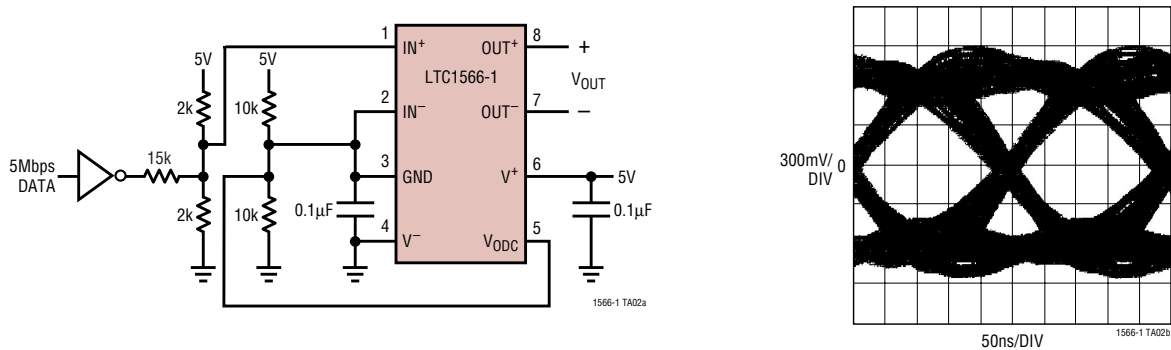 5Mbps
DATA
15k
5V
2k
2k
5V
10k
10k
0.1µF
1
2
3
4
IN+
IN−
GND
V−
LTC1566-1
OUT+
OUT−
V+
VODC
8
7
6
5
+
VOUT
−
5V
0.1µF
1566-1 TA02a
300mV/
DIV
0
50ns/DIV
1566-1 TA02b